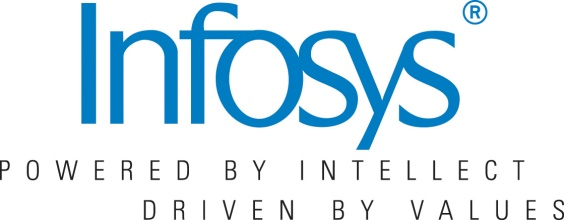 Infosys®
POWERED BY INTELLECT
DRIVEN BY VALUES